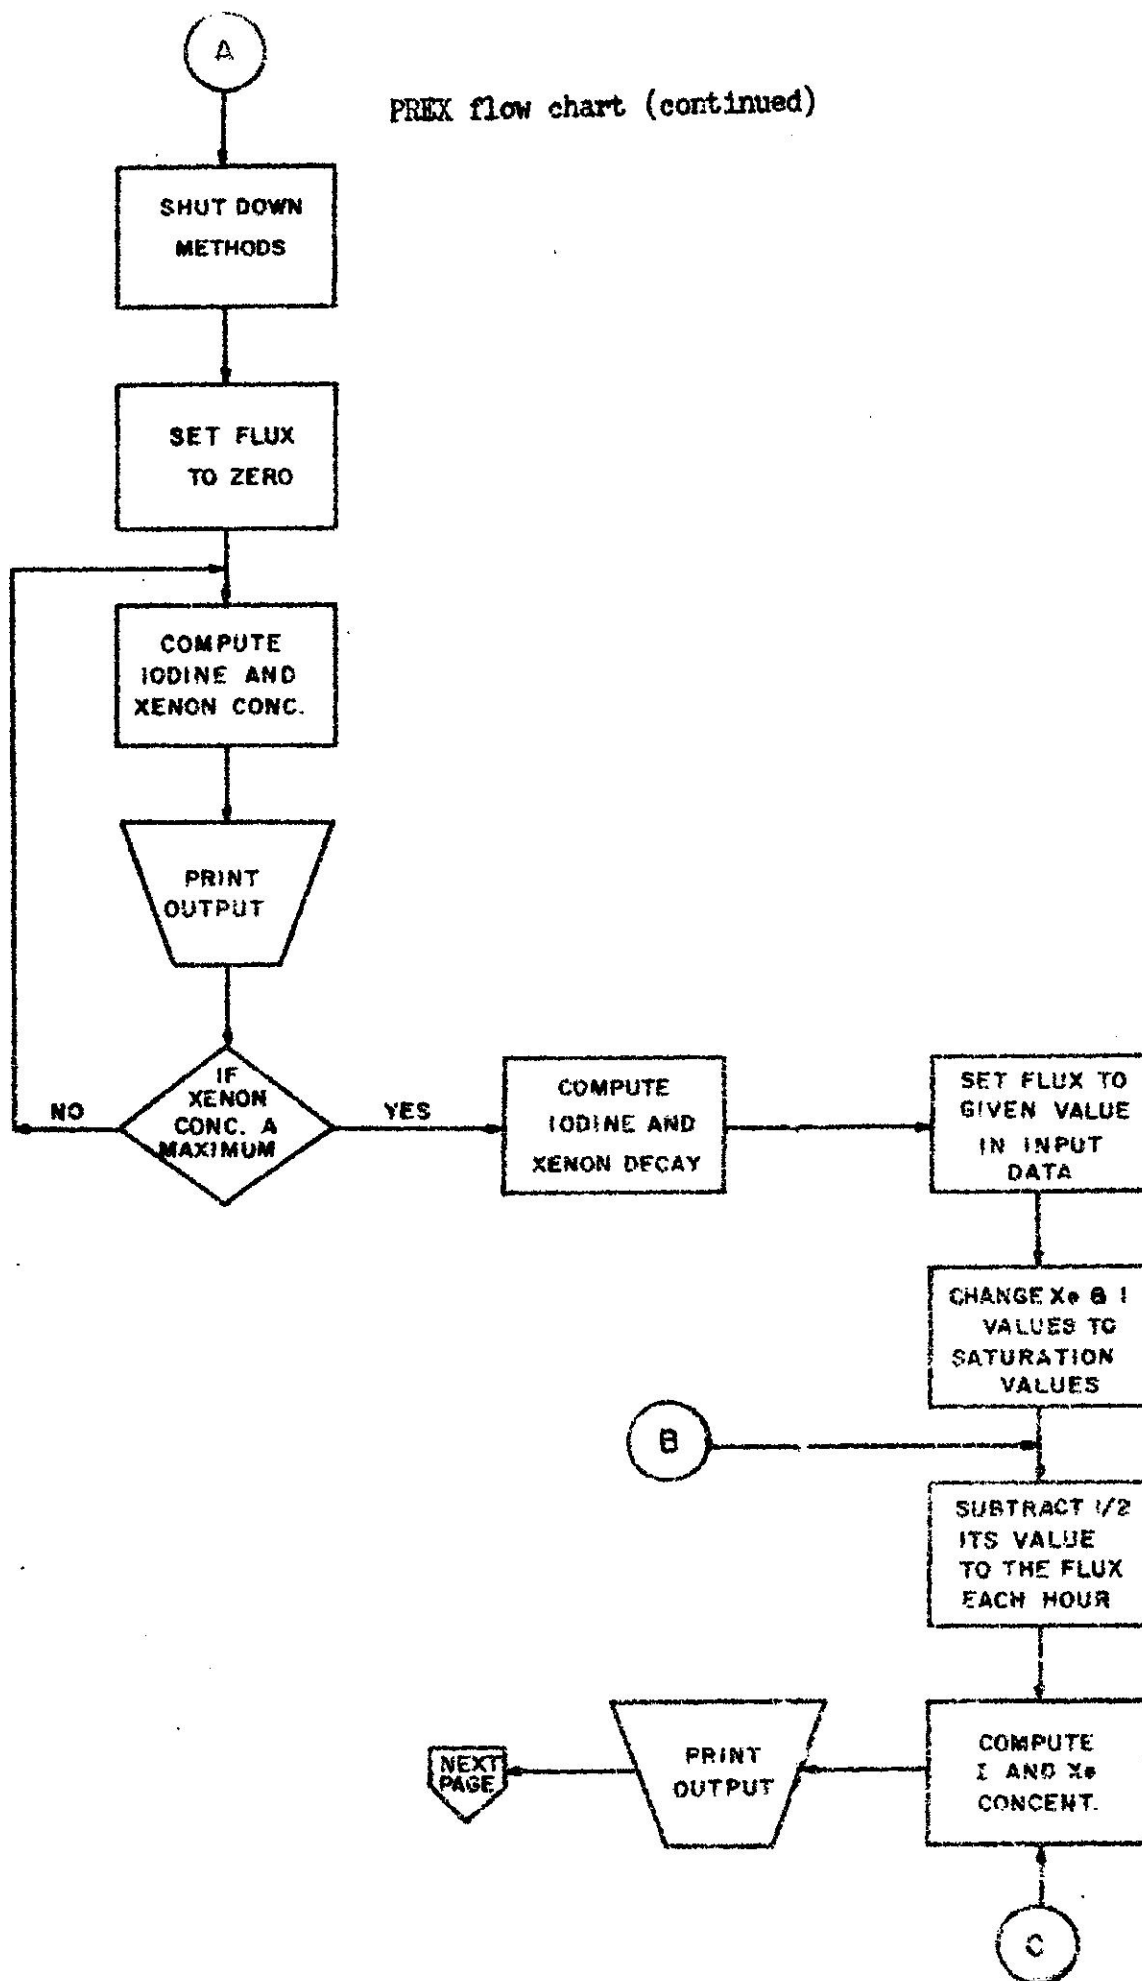 A
PREX flow chart (continued)
SHUT DOWN
METHODS
SET FLUX
TO ZERO
COMPUTE
IODINE AND
XENON CONC.
PRINT
OUTPUT
IF
XENON
CONC. A
MAXIMUM
NO
YES
COMPUTE
IODINE AND
XENON DECAY
SET FLUX TO
GIVEN VALUE
IN INPUT
DATA
CHANGE Xe & I
VALUES TO
SATURATION
VALUES
B
SUBTRACT 1/2
ITS VALUE
TO THE FLUX
EACH HOUR
COMPUTE
I AND Xe
CONCENT.
PRINT
OUTPUT
NEXT
PAGE
C